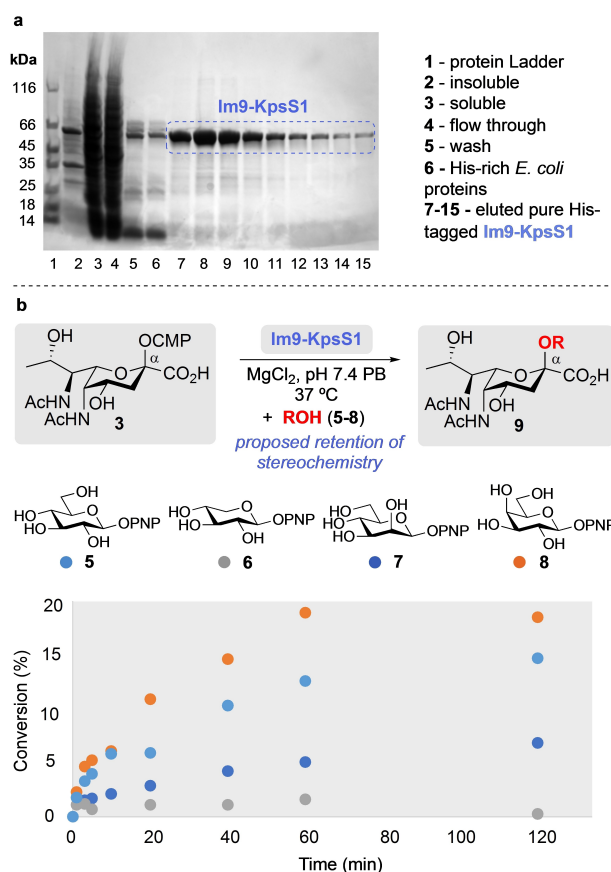 a
kDa
116
66
45
35
25
18
14
Im9-KpsS1
1 2 3 4 5 6 7 8 9 10 11 12 13 14 15
1 - protein Ladder
2 - insoluble
3 - soluble
4 - flow through
5 - wash
6 - His-rich E. coli
proteins
7-15 - eluted pure His-
tagged Im9-KpsS1
b
OH
OCMP
α
O
CO₂H
AcHN
OH
AcHN
3
Im9-KpsS1
MgCl₂, pH 7.4 PB
37 ºC
+ ROH (5-8)
proposed retention of
stereochemistry
OH
OR
α
O
CO₂H
AcHN
OH
AcHN
9
OH
HO
HO
O
OH
OPNP
5
HO
HO
O
OH
OPNP
6
HO
OH
HO
HO
O
OPNP
7
OH
OH
HO
O
OH
OPNP
8
Conversion (%)
20
15
10
5
0
0 20 40 60 80 100 120
Time (min)